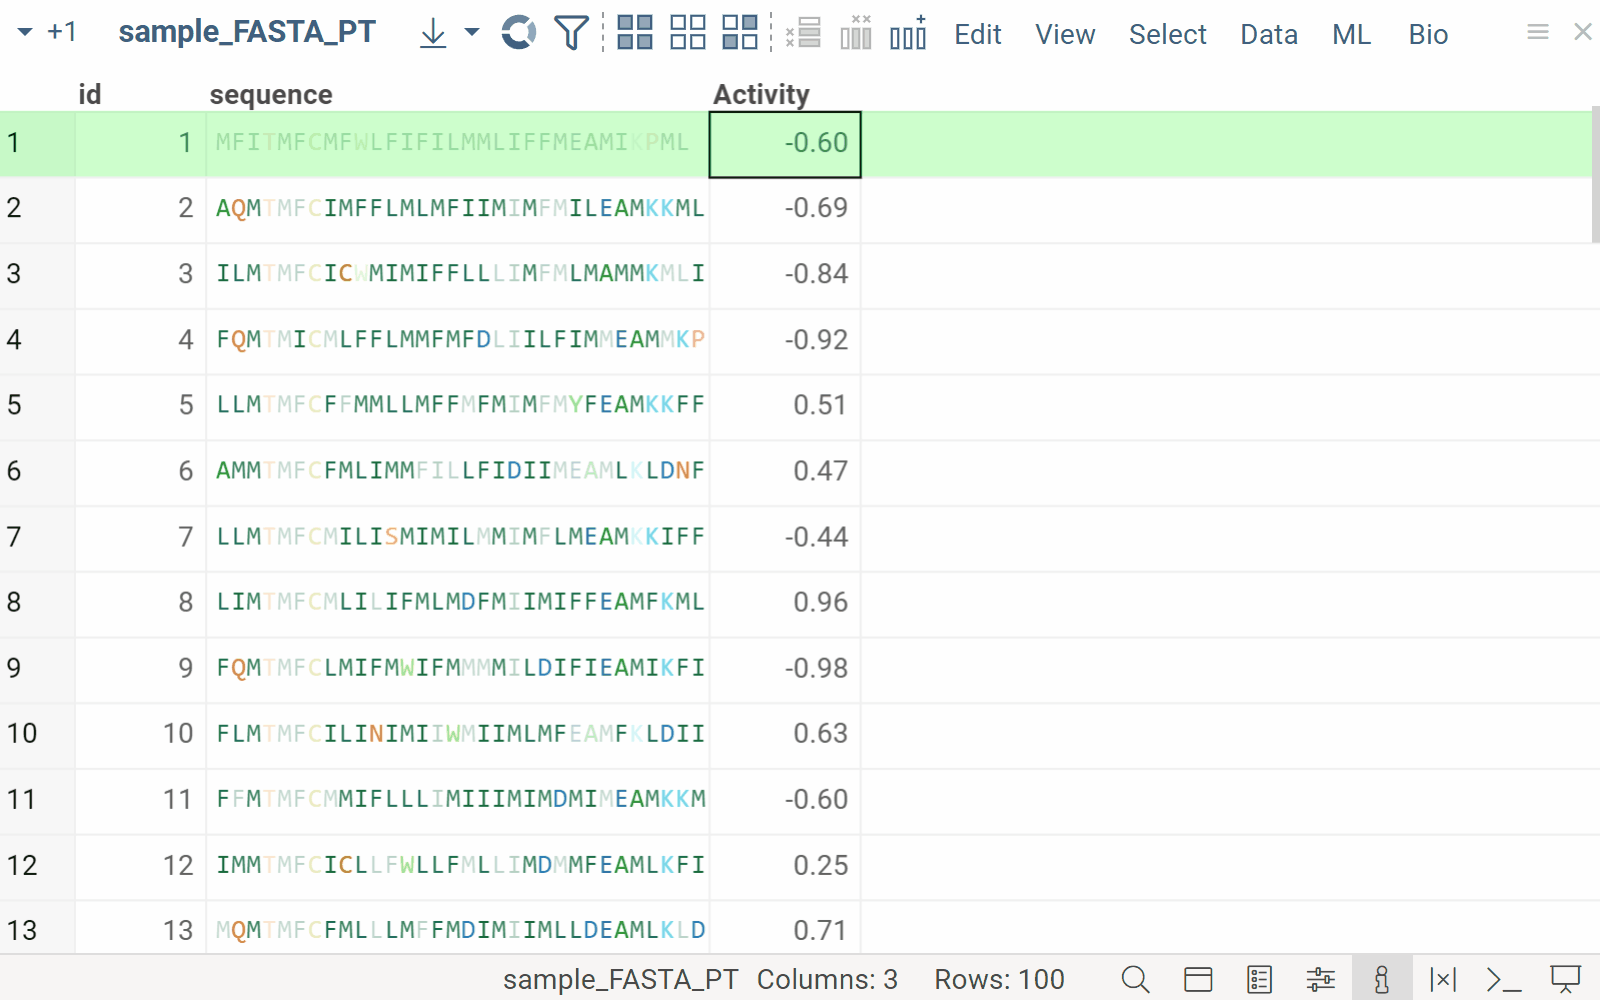 +1 sample_FASTA_PT Edit View Select Data ML Bio
id sequence Activity
1 1 MFITMFCMFWLFIFILMMLIFFMEAMIKPML -0.60
2 2 AQMTMFCIMFFLMLMFIIMIMFMILEAMKKML -0.69
3 3 ILMTMFCICWMIMIFFLLLIMFMLMAMMKMLI -0.84
4 4 FQMTMICMLFFLMMFMFDLIILFIMMEAMMKP -0.92
5 5 LLMTMFCFFMMLLMFFMFMIMFMYFEAMKKFF 0.51
6 6 AMMTMFCFMLIMMFILLFIDIIMEAMLKLDNF 0.47
7 7 LLMTMFCMILISMIMILMMIMFLMEAMKKIFF -0.44
8 8 LIMTMFCMLILIFMLMDFMIIMIFFEAMFKML 0.96
9 9 FQMTMFCLMIFMWIFMMMMILDIFIEAMIKFI -0.98
10 10 FLMTMFCILINIMIIWMIIMLMFEAMFKLDII 0.63
11 11 FFMTMFCMMIFLLLIMIIIMIMDMIMEAMKKM -0.60
12 12 IMMTMFCICLLFWLLFMLLIMDMMFEAMLKFI 0.25
13 13 MQMTMFCFMLLLMFFMDIMIIMLLDEAMLKLD 0.71
sample_FASTA_PT Columns: 3 Rows: 100